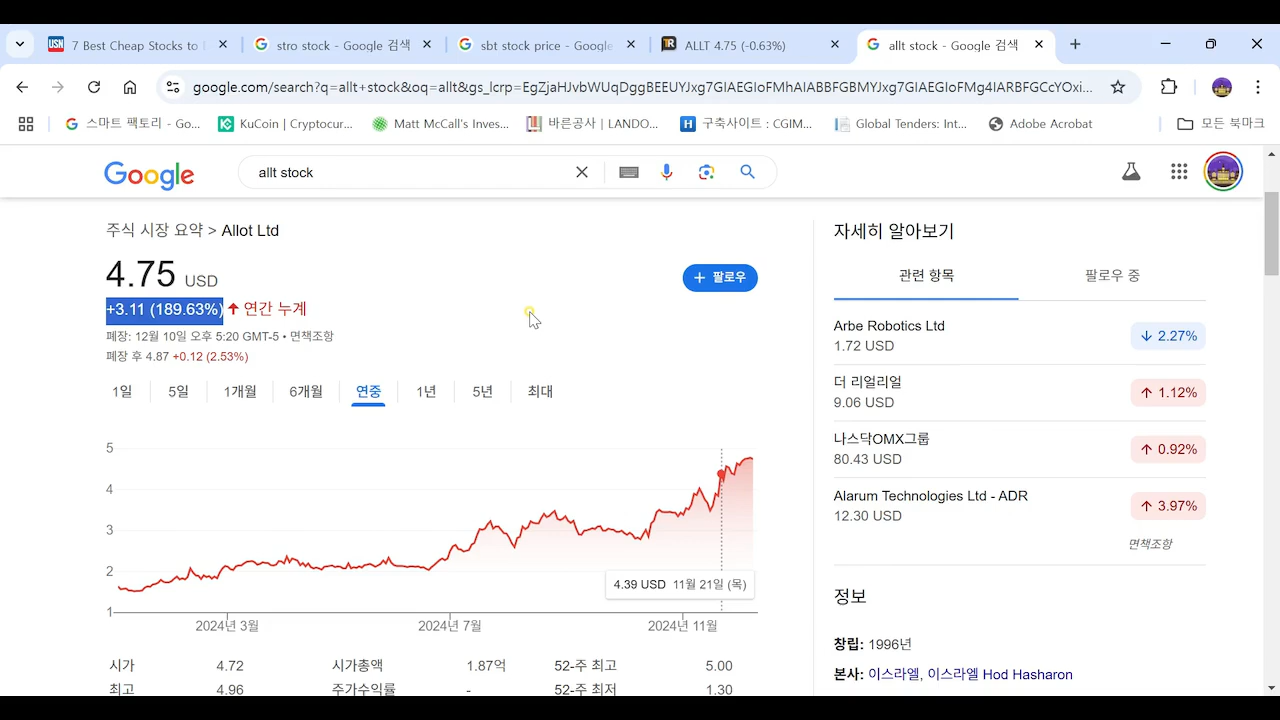 7 Best Cheap Stocks to
stro stock - Google 검색
sbt stock price - Google
ALLT 4.75 (-0.63%)
allt stock - Google 검색
google.com/search?q=allt+stock&oq=allt&gs_lcrp=EgZjaHJvbWUqDggBEEUYJxg7GIAEGIoFMhAIABBFGBMYJxg7GIAEGIoFMg4IARBFGCcYOxi...
스마트 팩토리 - Go...
KuCoin | Cryptocur...
Matt McCall's Inves...
바른공사 | LANDO...
구축사이트 : CGIM...
Global Tenders: Int...
Adobe Acrobat
모든 북마크
Google
allt stock
주식 시장 요약 > Allot Ltd
4.75 USD
+3.11 (189.63%) 연간 누계
폐장: 12월 10일 오후 5:20 GMT-5 • 면책조항
폐장 후 4.87 +0.12 (2.53%)
+ 팔로우
1일 5일 1개월 6개월 연중 1년 5년 최대
5
4
3
2
1
4.39 USD 11월 21일 (목)
2024년 3월 2024년 7월 2024년 11월
시가 4.72 시가총액 1.87억 52-주 최고 5.00
최고 4.96 주가수익률 - 52-주 최저 1.30
자세히 알아보기
관련 항목 팔로우 중
Arbe Robotics Ltd
1.72 USD
2.27%
더 리얼리얼
9.06 USD
1.12%
나스닥OMX그룹
80.43 USD
0.92%
Alarum Technologies Ltd - ADR
12.30 USD
3.97%
면책조항
정보
창립: 1996년
본사: 이스라엘, 이스라엘 Hod Hasharon